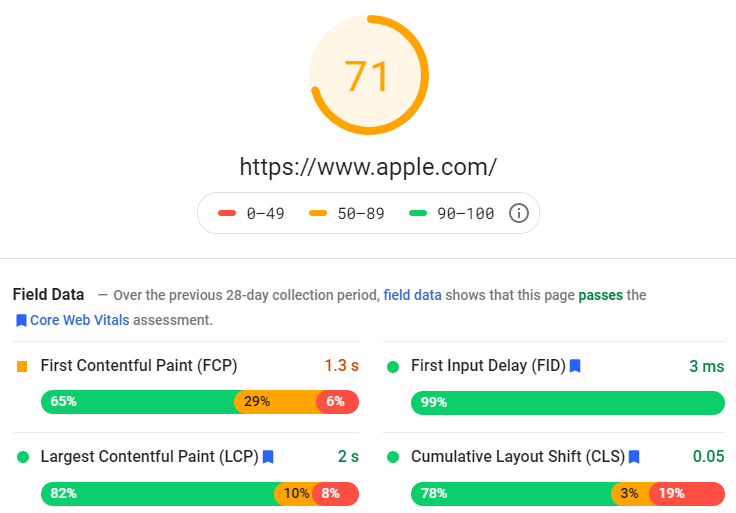 71
https://www.apple.com/
0–49 50–89 90–100
Field Data — Over the previous 28-day collection period, field data shows that this page passes the
Core Web Vitals assessment.
First Contentful Paint (FCP) 1.3 s
65% 29% 6%
First Input Delay (FID) 3 ms
99%
Largest Contentful Paint (LCP) 2 s
82% 10% 8%
Cumulative Layout Shift (CLS) 0.05
78% 3% 19%